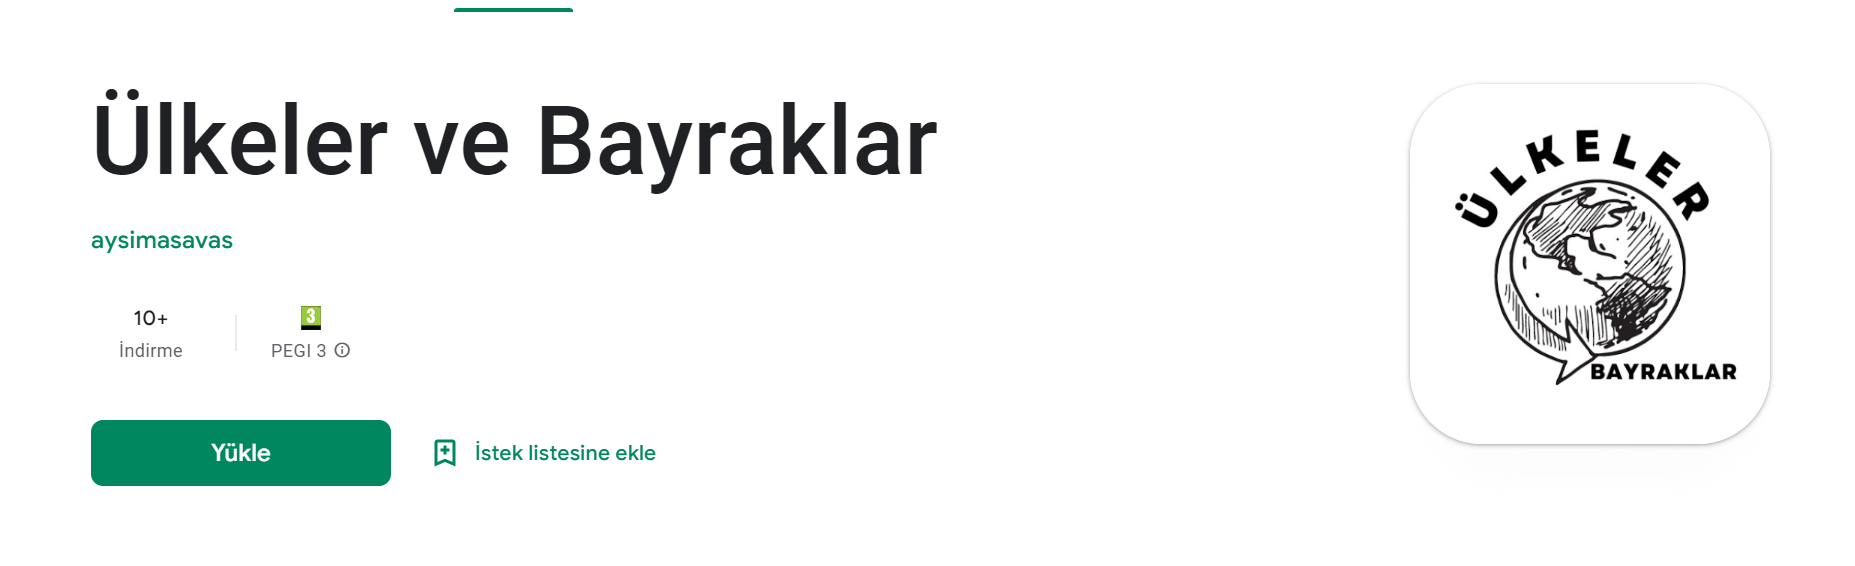 Ülkeler ve Bayraklar
aysimasavas
10+
İndirme
3
PEGI 3
Yükle
İstek listesine ekle
ÜLKELER
BAYRAKLAR